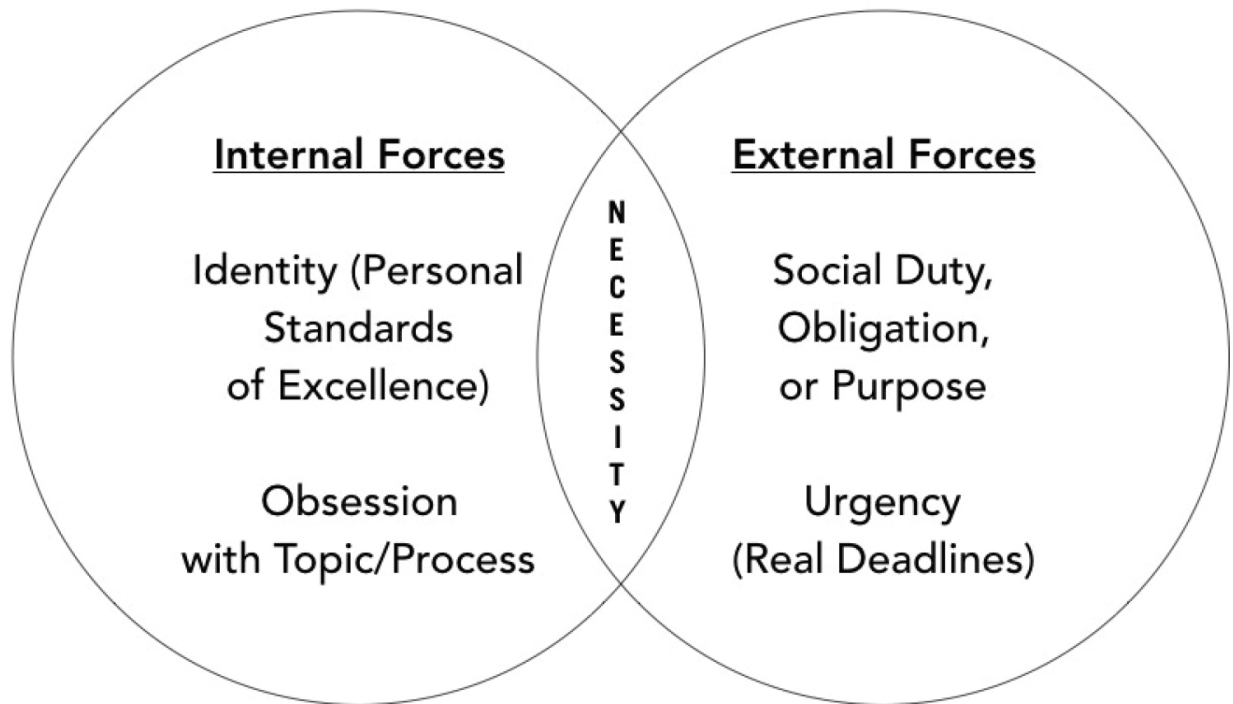 Internal Forces
Identity (Personal
Standards
of Excellence)
Obsession
with Topic/Process
NECESSITY
External Forces
Social Duty,
Obligation,
or Purpose
Urgency
(Real Deadlines)